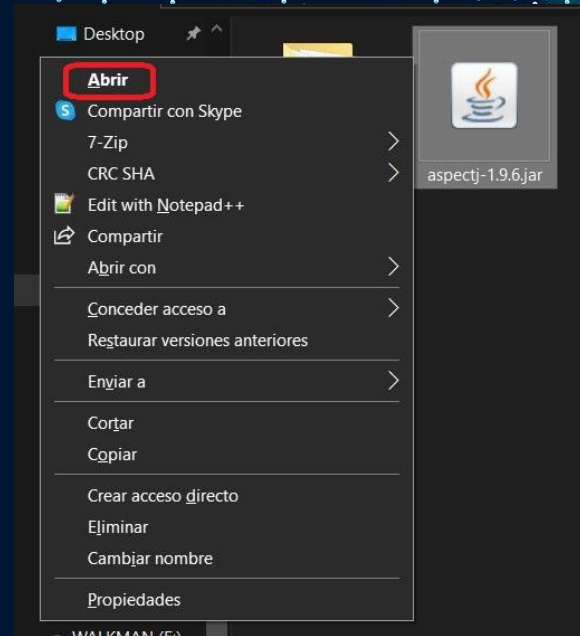 Desktop
Abrir
Compartir con Skype
7-Zip
CRC SHA
Edit with Notepad++
Compartir
Abrir con
Conceder acceso a
Restaurar versiones anteriores
Enviar a
Cortar
Copiar
Crear acceso directo
Eliminar
Cambiar nombre
Propiedades
aspectj-1.9.6.jar